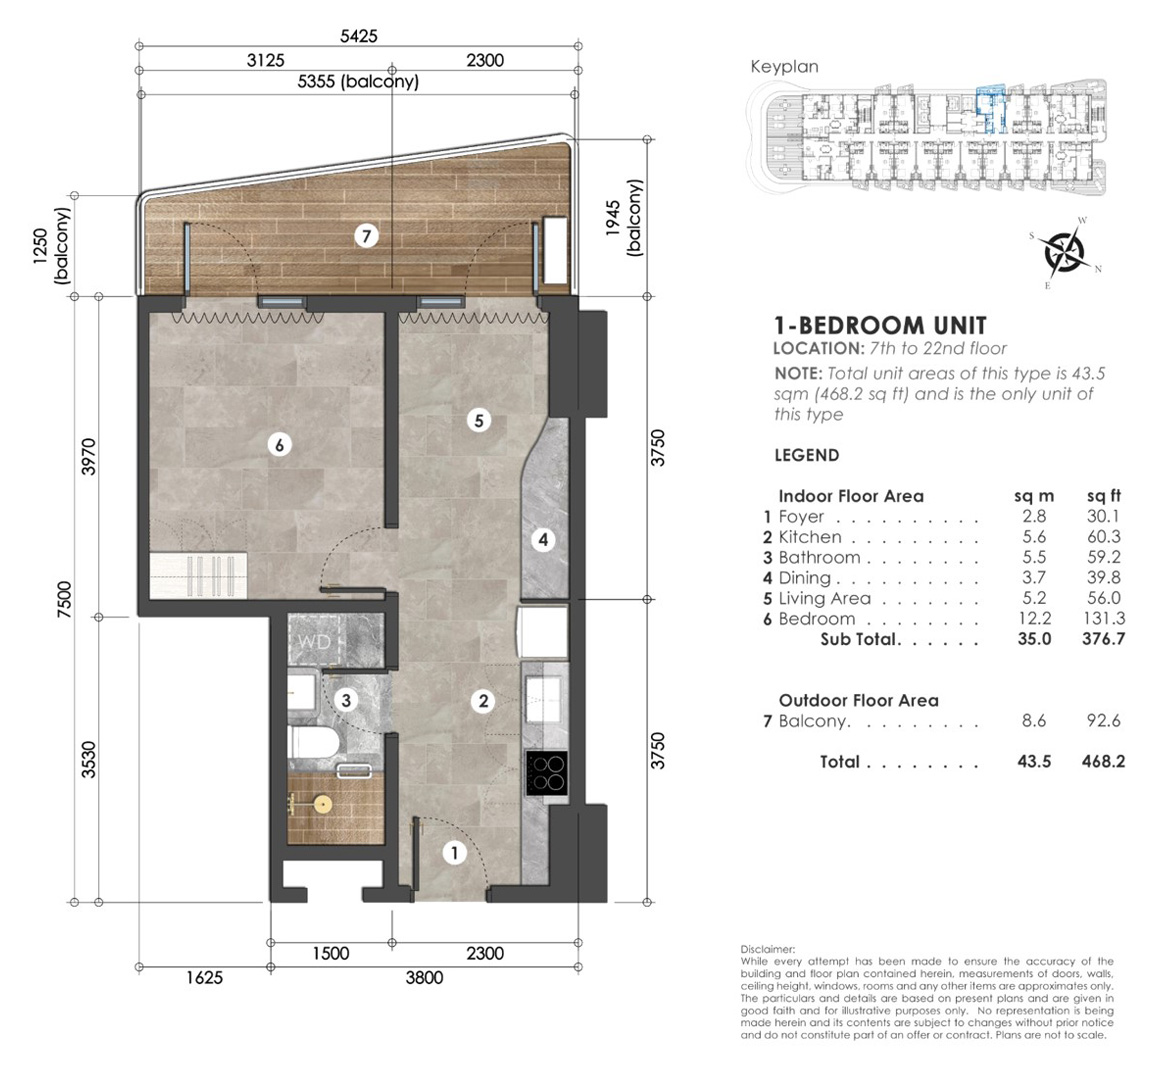 5425
3125 2300
5355 (balcony)
1250
(balcony)
1945
(balcony)
7
3970
7500
3530
3750
3750
6
5
4
WD
3
2
1
1500 2300
1625 3800
Keyplan
W
S
N
E
1-BEDROOM UNIT
LOCATION: 7th to 22nd floor
NOTE: Total unit areas of this type is 43.5
sqm (468.2 sq ft) and is the only unit of
this type
LEGEND
Indoor Floor Area sq m sq ft
1 Foyer . . . . . . . . . . 2.8 30.1
2 Kitchen . . . . . . . . . 5.6 60.3
3 Bathroom . . . . . . . . 5.5 59.2
4 Dining . . . . . . . . . . 3.7 39.8
5 Living Area . . . . . . . 5.2 56.0
6 Bedroom . . . . . . . . 12.2 131.3
Sub Total. . . . . . 35.0 376.7
Outdoor Floor Area
7 Balcony. . . . . . . . . 8.6 92.6
Total . . . . . . . . 43.5 468.2
Disclaimer:
While every attempt has been made to ensure the accuracy of the
building and floor plan contained herein, measurements of doors, walls,
ceiling height, windows, rooms and any other items are approximates only.
The particulars and details are based on present plans and are given in
good faith and for illustrative purposes only. No representation is being
made herein and its contents are subject to changes without prior notice
and do not constitute part of an offer or contract. Plans are not to scale.